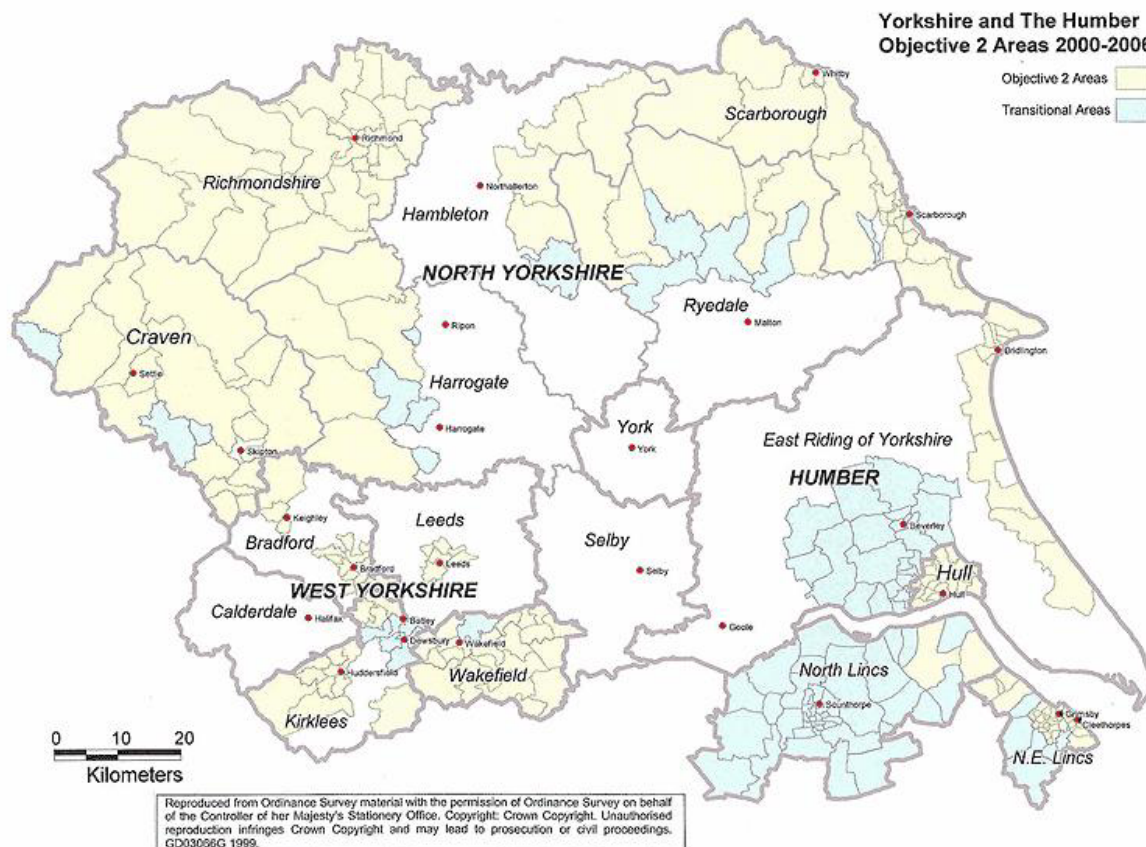 Yorkshire and The Humber
Objective 2 Areas 2000-2006
Objective 2 Areas
Transitional Areas
Whitby
Scarborough
Richmond
Richmondshire
Northallerton
Hambleton
Scarborough
NORTH YORKSHIRE
Ryedale
Craven
Ripon
Malton
Bridlington
Settle
Harrogate
Harrogate
York
York
East Riding of Yorkshire
Skipton
HUMBER
Keighley
Leeds
Beverley
Bradford
Selby
Bradford
Leeds
Selby
Hull
Hull
WEST YORKSHIRE
Calderdale
Halifax
Batley
Goole
Dewsbury
Wakefield
Wakefield
Huddersfield
North Lincs
Kirklees
Scunthorpe
Grimsby
Cleethorpes
N.E. Lincs
0 10 20
Kilometers
Reproduced from Ordinance Survey material with the permission of Ordinance Survey on behalf
of the Controller of her Majesty's Stationery Office. Copyright: Crown Copyright. Unauthorised
reproduction infringes Crown Copyright and may lead to prosecution or civil proceedings.
GD03066G 1999.